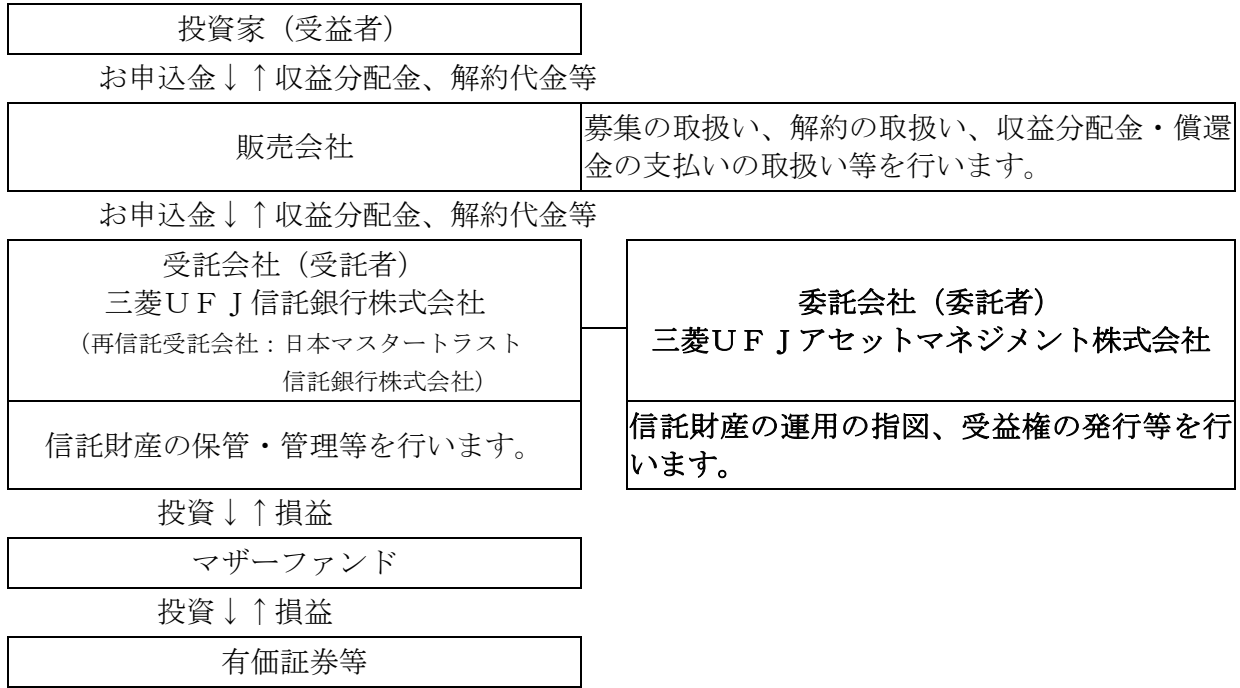 投資家（受益者）
お申込金↓↑収益分配金、解約代金等
販売会社
募集の取扱い、解約の取扱い、収益分配金・償還
金の支払いの取扱い等を行います。
お申込金↓↑収益分配金、解約代金等
受託会社（受託者）
三菱ＵＦＪ信託銀行株式会社
（再信託受託会社：日本マスタートラスト
信託銀行株式会社）
委託会社（委託者）
三菱ＵＦＪアセットマネジメント株式会社
信託財産の保管・管理等を行います。
信託財産の運用の指図、受益権の発行等を行
います。
投資↓↑損益
マザーファンド
投資↓↑損益
有価証券等